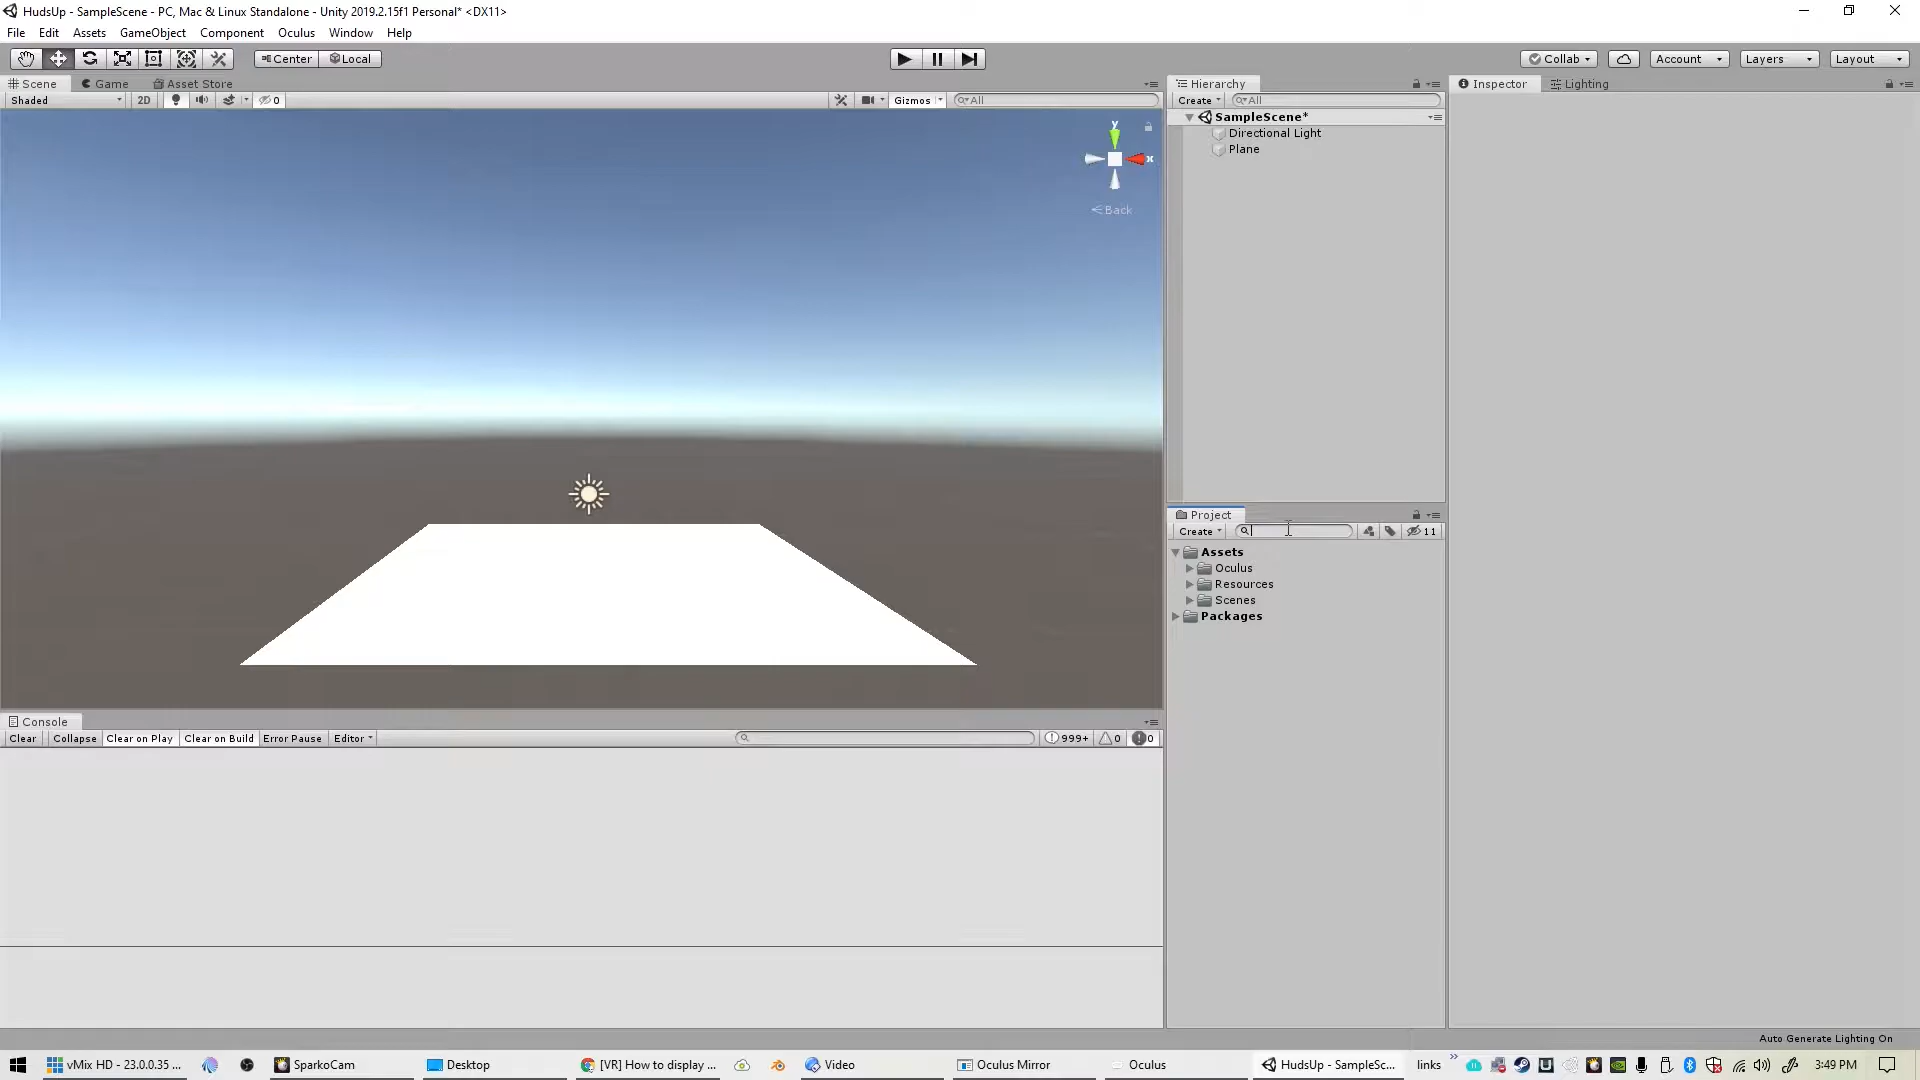 HudsUp - SampleScene - PC, Mac & Linux Standalone - Unity 2019.2.15f1 Personal* <DX11>
File Edit Assets GameObject Component Oculus Window Help
Center Local Collab Account Layers Layout
Scene Game Asset Store Hierarchy Inspector Lighting
Shaded 2D 0 Gizmos All Create All
SampleScene*
Directional Light
Plane
y
x
Back
Project
Create 11
Assets
Oculus
Resources
Scenes
Packages
Console
Clear Collapse Clear on Play Clear on Build Error Pause Editor 999+ 0 0
Auto Generate Lighting On
vMix HD - 23.0.0.35 ... SparkoCam Desktop [VR] How to display ... Video Oculus Mirror Oculus HudsUp - SampleSc... links 3:49 PM